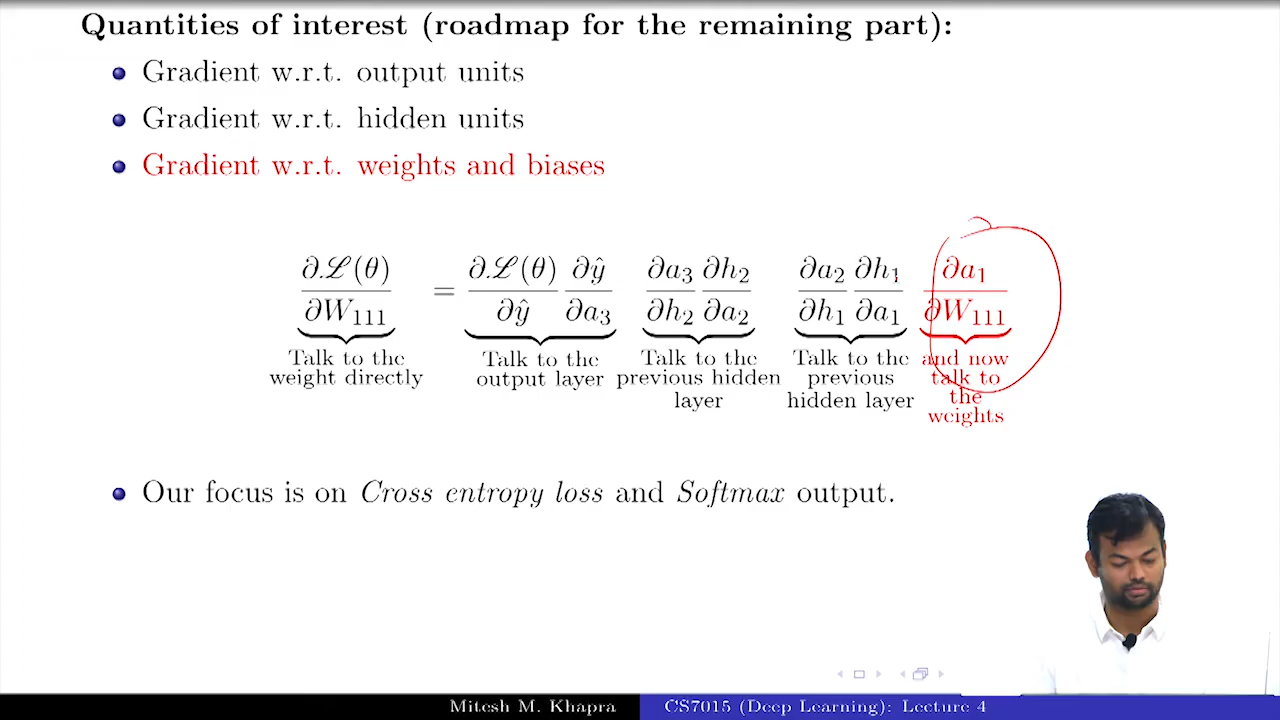 Quantities of interest (roadmap for the remaining part):
Gradient w.r.t. output units
Gradient w.r.t. hidden units
Gradient w.r.t. weights and biases
∂ℒ(θ)/∂W₁₁₁ = ∂ℒ(θ)/∂ŷ ∂ŷ/∂a₃ ∂a₃/∂h₂ ∂h₂/∂a₂ ∂a₂/∂h₁ ∂h₁/∂a₁ ∂a₁/∂W₁₁₁
Talk to the
weight directly
Talk to the
output layer
Talk to the
previous hidden
layer
Talk to the
previous
hidden layer
and now
talk to
the
weights
Our focus is on Cross entropy loss and Softmax output.
Mitesh M. Khapra CS7015 (Deep Learning): Lecture 4